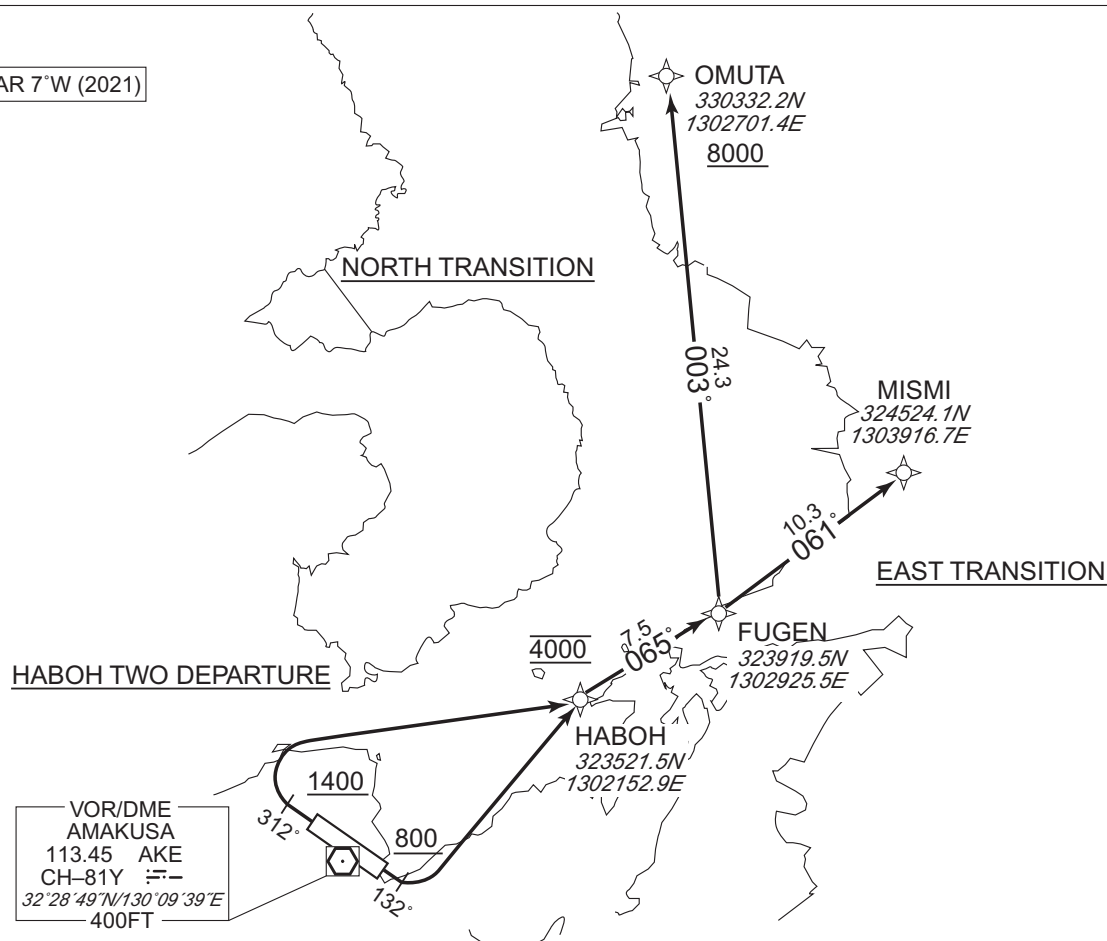 AR 7°W (2021)
OMUTA
330332.2N
1302701.4E
8000
NORTH TRANSITION
24.3
003°
MISMI
324524.1N
1303916.7E
10.3
061°
EAST TRANSITION
7.5
065°
FUGEN
323919.5N
1302925.5E
4000
HABOH TWO DEPARTURE
HABOH
323521.5N
1302152.9E
1400
312°
800
132°
VOR/DME
AMAKUSA
113.45 AKE
CH–81Y
32°28′49″N/130°09′39″E
400FT